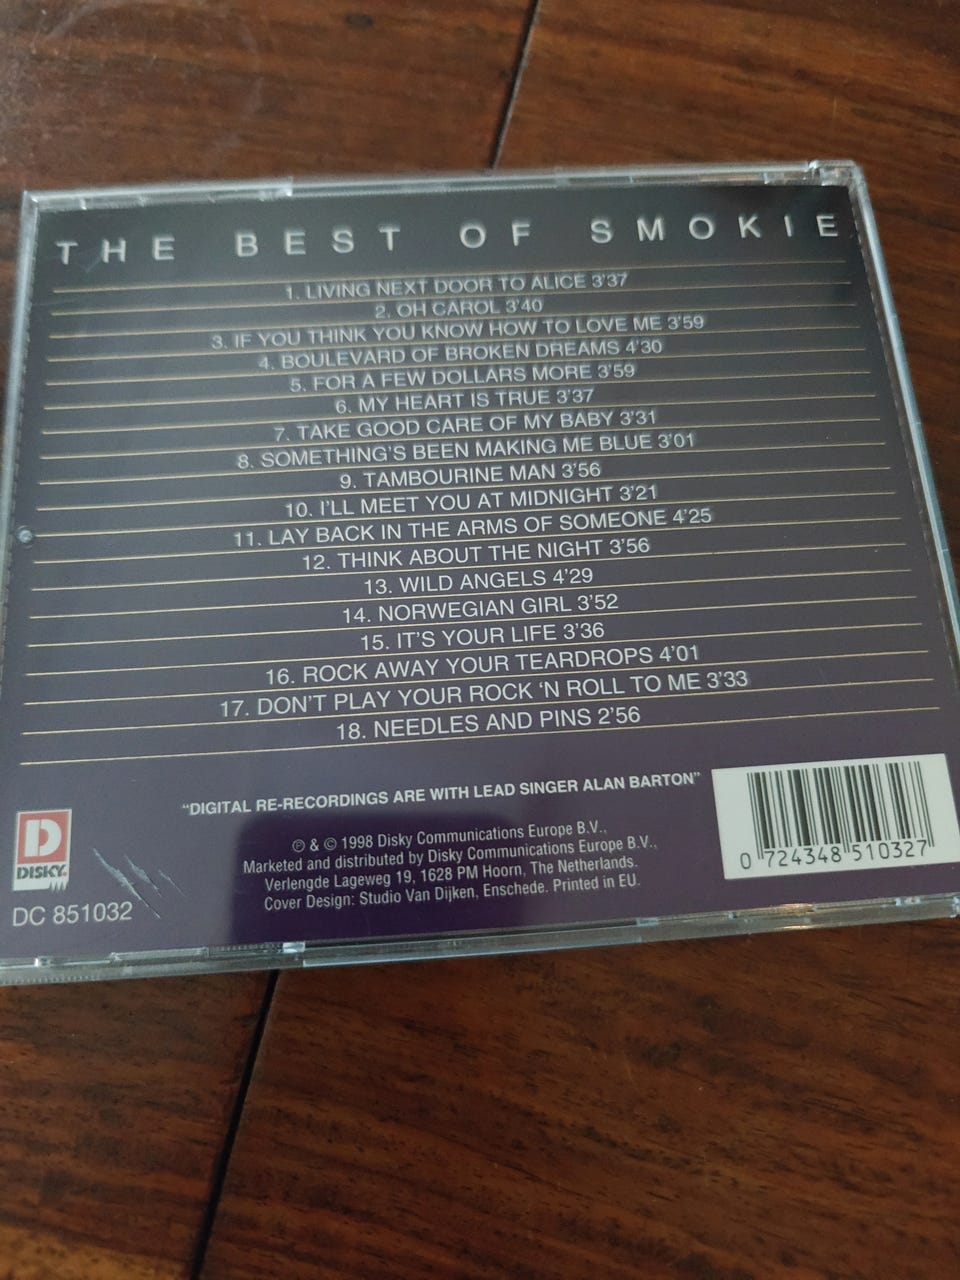 THE BEST OF SMOKIE
1. LIVING NEXT DOOR TO ALICE 3'37
2. OH CAROL 3'40
3. IF YOU THINK YOU KNOW HOW TO LOVE ME 3'59
4. BOULEVARD OF BROKEN DREAMS 4'30
5. FOR A FEW DOLLARS MORE 3'59
6. MY HEART IS TRUE 3'37
7. TAKE GOOD CARE OF MY BABY 3'31
8. SOMETHING'S BEEN MAKING ME BLUE 3'01
9. TAMBOURINE MAN 3'56
10. I'LL MEET YOU AT MIDNIGHT 3'21
11. LAY BACK IN THE ARMS OF SOMEONE 4'25
12. THINK ABOUT THE NIGHT 3'56
13. WILD ANGELS 4'29
14. NORWEGIAN GIRL 3'52
15. IT'S YOUR LIFE 3'36
16. ROCK AWAY YOUR TEARDROPS 4'01
17. DON'T PLAY YOUR ROCK 'N ROLL TO ME 3'33
18. NEEDLES AND PINS 2'56
"DIGITAL RE-RECORDINGS ARE WITH LEAD SINGER ALAN BARTON"
℗ & © 1998 Disky Communications Europe B.V.,
Marketed and distributed by Disky Communications Europe B.V.,
Verlengde Lageweg 19, 1628 PM Hoorn, The Netherlands.
Cover Design: Studio Van Dijken, Enschede. Printed in EU.
D
DISKY
DC 851032
0 724348 510327